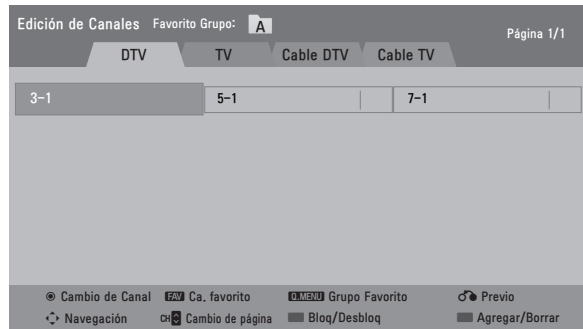 Edición de Canales Favorito Grupo: A Página 1/1
DTV TV Cable DTV Cable TV
3-1 5-1 7-1
Cambio de Canal FAV Ca. favorito Q.MENU Grupo Favorito Previo
Navegación CH Cambio de página Bloq/Desbloq Agregar/Borrar